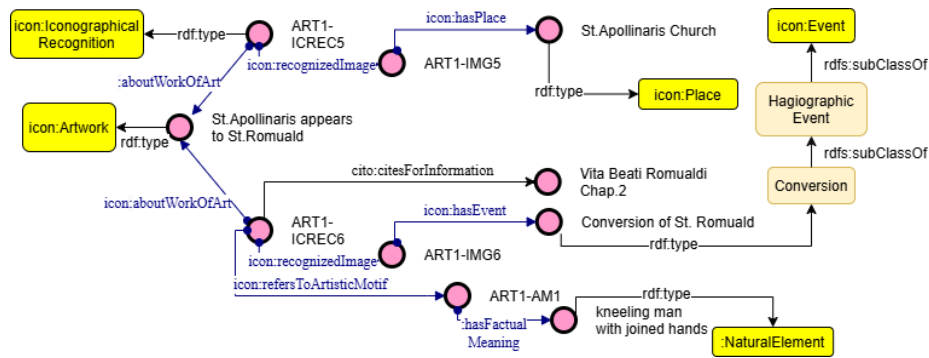 icon:Iconographical
Recognition
rdf:type
ART1-
ICREC5
icon:hasPlace
St.Apollinaris Church
icon:Event
icon:recognizedImage
ART1-IMG5
rdfs:subClassOf
:aboutWorkOfArt
rdf:type
icon:Place
Hagiographic
Event
icon:Artwork
rdf:type
St.Apollinaris appears
to St.Romuald
rdfs:subClassOf
cito:citesForInformation
Vita Beati Romualdi
Chap.2
Conversion
icon:aboutWorkOfArt
ART1-
ICREC6
icon:hasEvent
Conversion of St. Romuald
rdf:type
icon:recognizedImage
ART1-IMG6
icon:refersToArtisticMotif
ART1-AM1
rdf:type
:hasFactual
Meaning
kneeling man
with joined hands
:NaturalElement